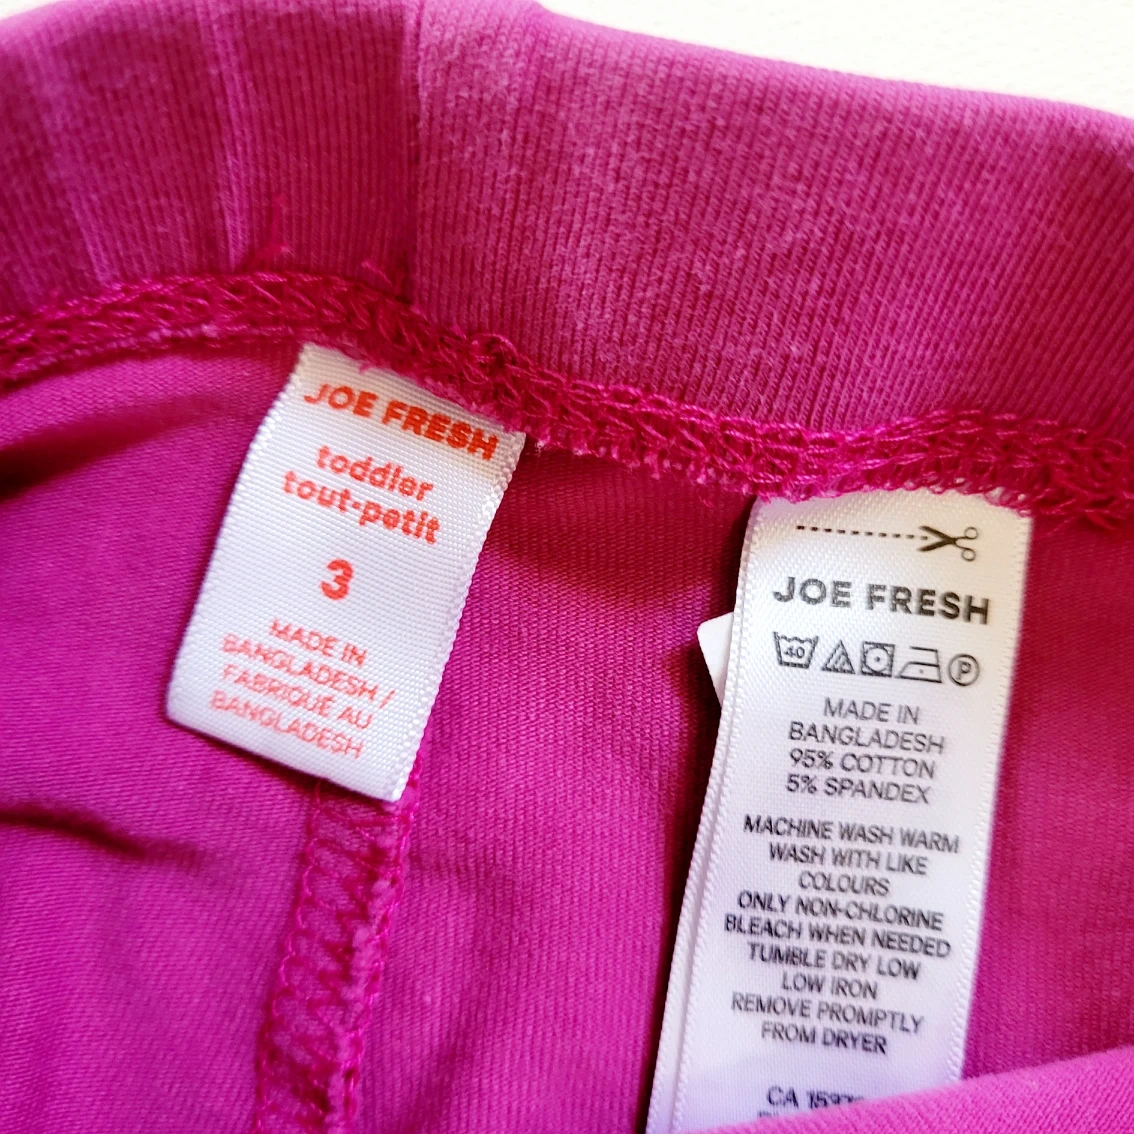 JOE FRESH
toddler
tout-petit
3
MADE IN
BANGLADESH /
FABRIQUÉ AU
BANGLADESH
JOE FRESH
40 P
MADE IN
BANGLADESH
95% COTTON
5% SPANDEX
MACHINE WASH WARM
WASH WITH LIKE
COLOURS
ONLY NON-CHLORINE
BLEACH WHEN NEEDED
TUMBLE DRY LOW
LOW IRON
REMOVE PROMPTLY
FROM DRYER
CA